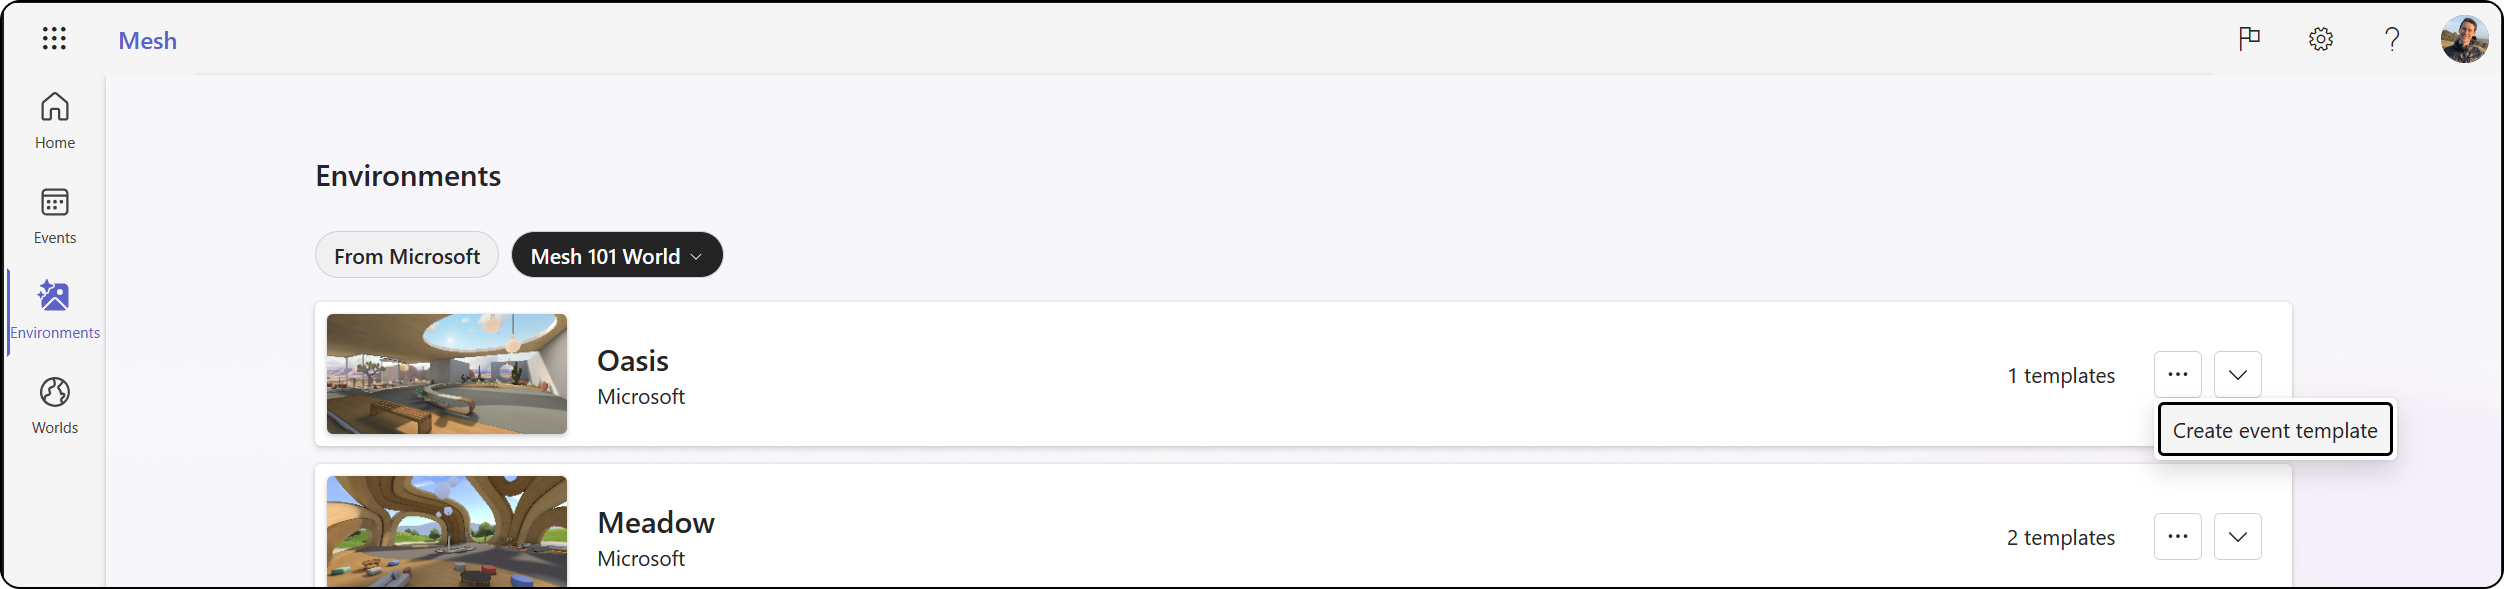 Mesh
Home
Events
Environments
Worlds
Environments
From Microsoft
Mesh 101 World
Oasis
Microsoft
1 templates
Create event template
Meadow
Microsoft
2 templates